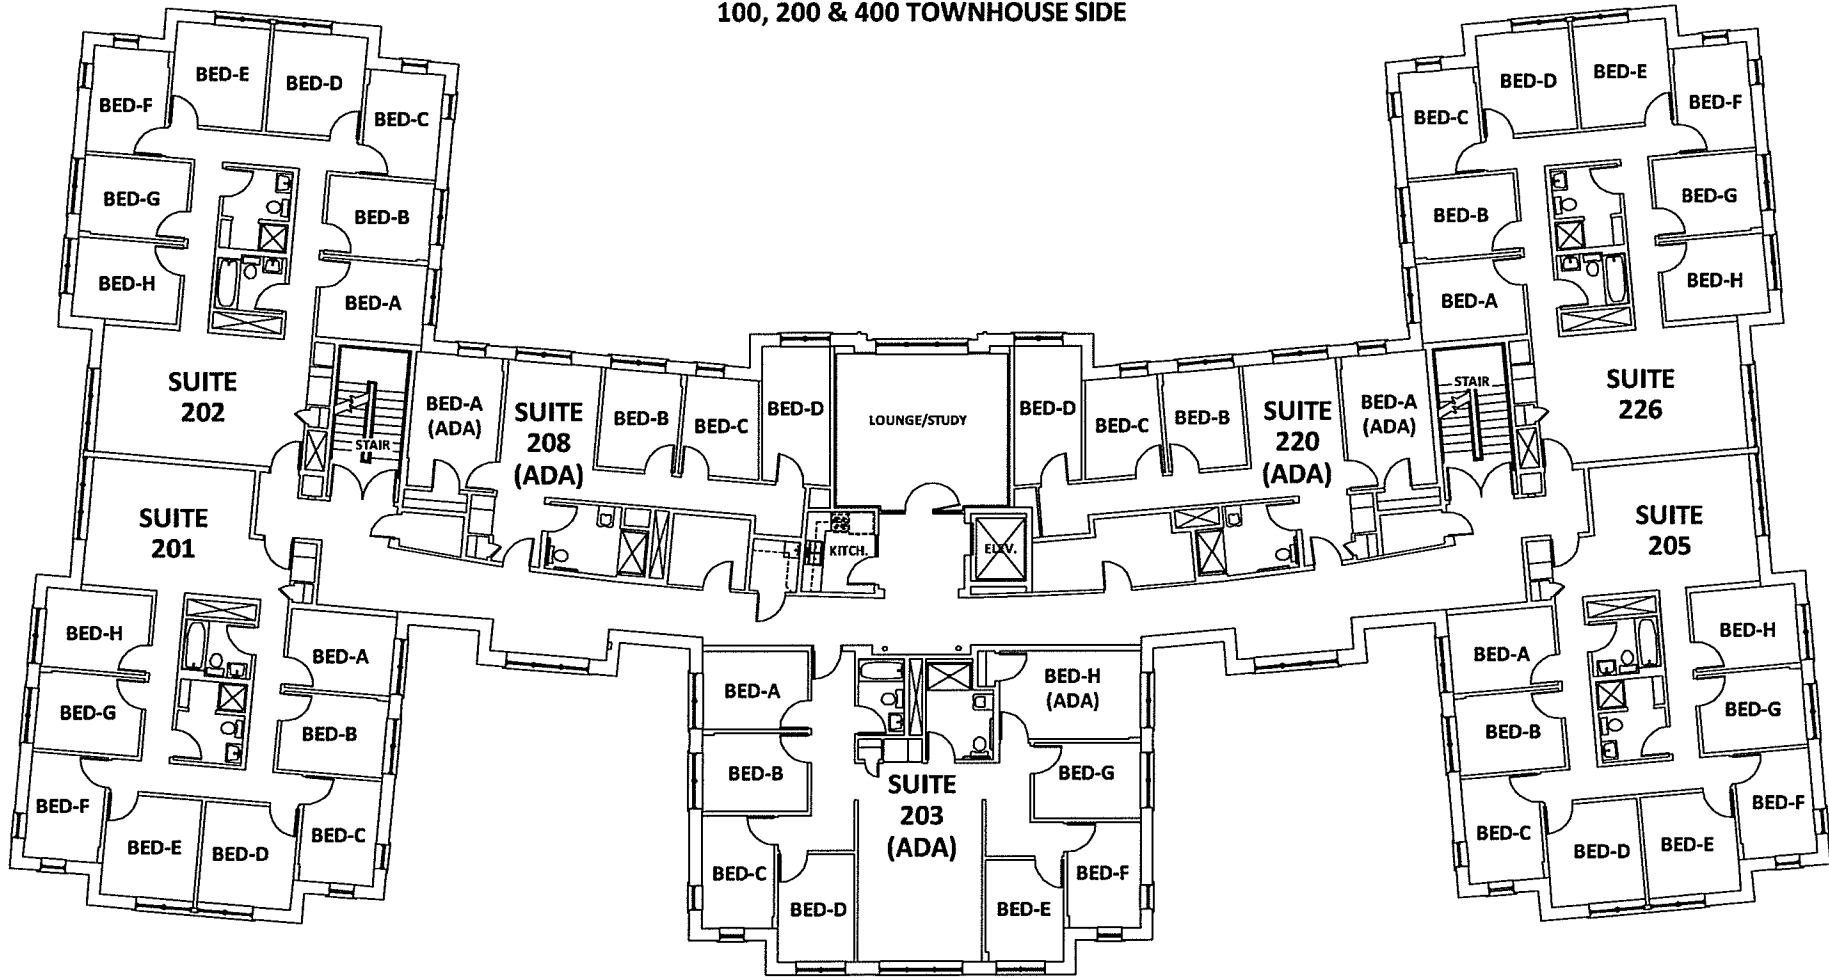 100, 200 & 400 TOWNHOUSE SIDE
BED-F
BED-E
BED-D
BED-C
BED-G
BED-B
BED-H
BED-A
SUITE
202
STAIR
SUITE
201
BED-H
BED-A
BED-G
BED-B
BED-F
BED-E
BED-D
BED-C
BED-A
(ADA)
SUITE
208
(ADA)
BED-B
BED-C
BED-D
LOUNGE/STUDY
KITCH.
ELEV.
BED-D
BED-C
BED-B
SUITE
220
(ADA)
BED-A
(ADA)
STAIR
BED-C
BED-D
BED-E
BED-F
BED-B
BED-G
BED-A
BED-H
SUITE
226
SUITE
205
BED-A
BED-H
BED-B
BED-G
BED-C
BED-D
BED-E
BED-F
BED-A
BED-H
(ADA)
BED-B
BED-G
SUITE
203
(ADA)
BED-C
BED-D
BED-E
BED-F